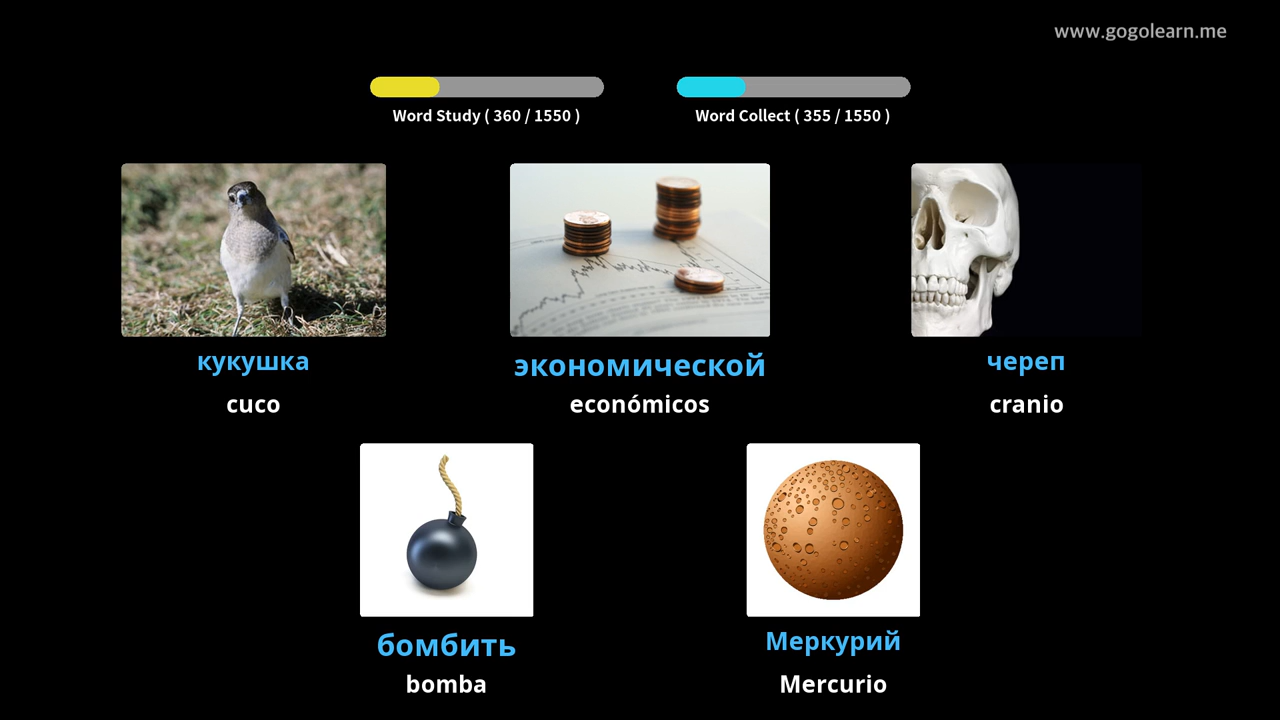 www.gogolearn.me
Word Study ( 360 / 1550 )
Word Collect ( 355 / 1550 )
кукушка
экономической
череп
cuco
económicos
cranio
бомбить
Меркурий
bomba
Mercurio